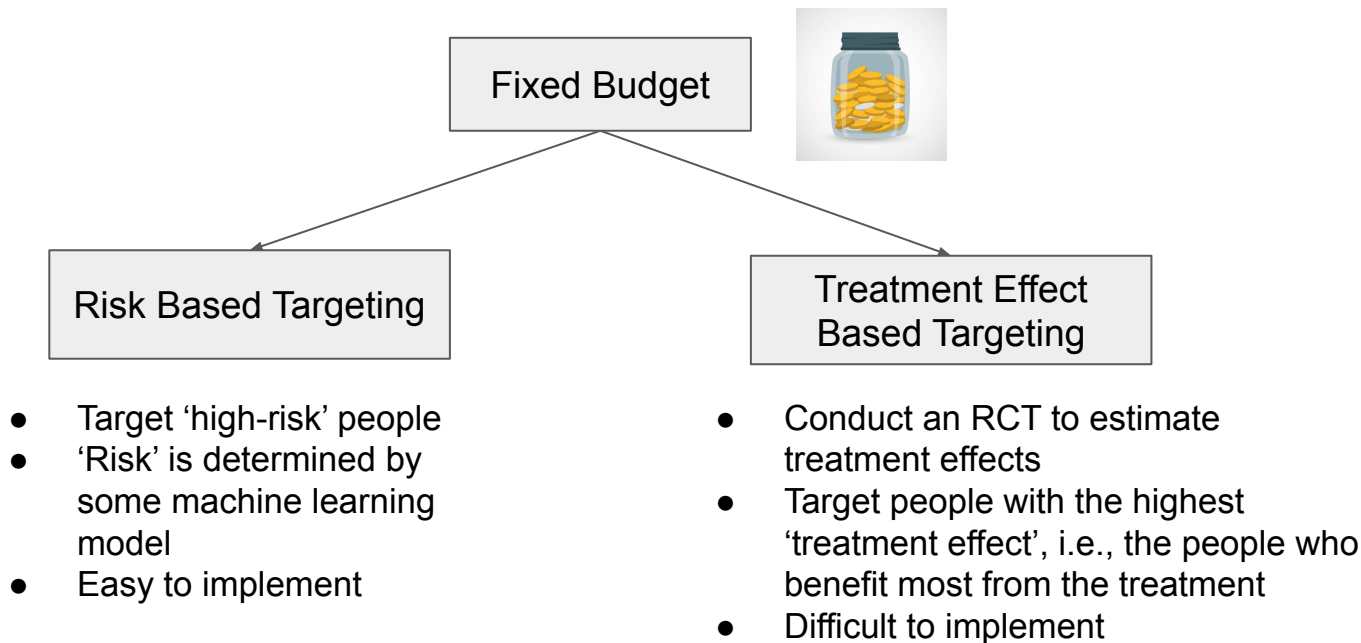 Fixed Budget
Risk Based Targeting
● Target ‘high-risk’ people
● ‘Risk’ is determined by
some machine learning
model
● Easy to implement
Treatment Effect
Based Targeting
● Conduct an RCT to estimate
treatment effects
● Target people with the highest
‘treatment effect’, i.e., the people who
benefit most from the treatment
● Difficult to implement